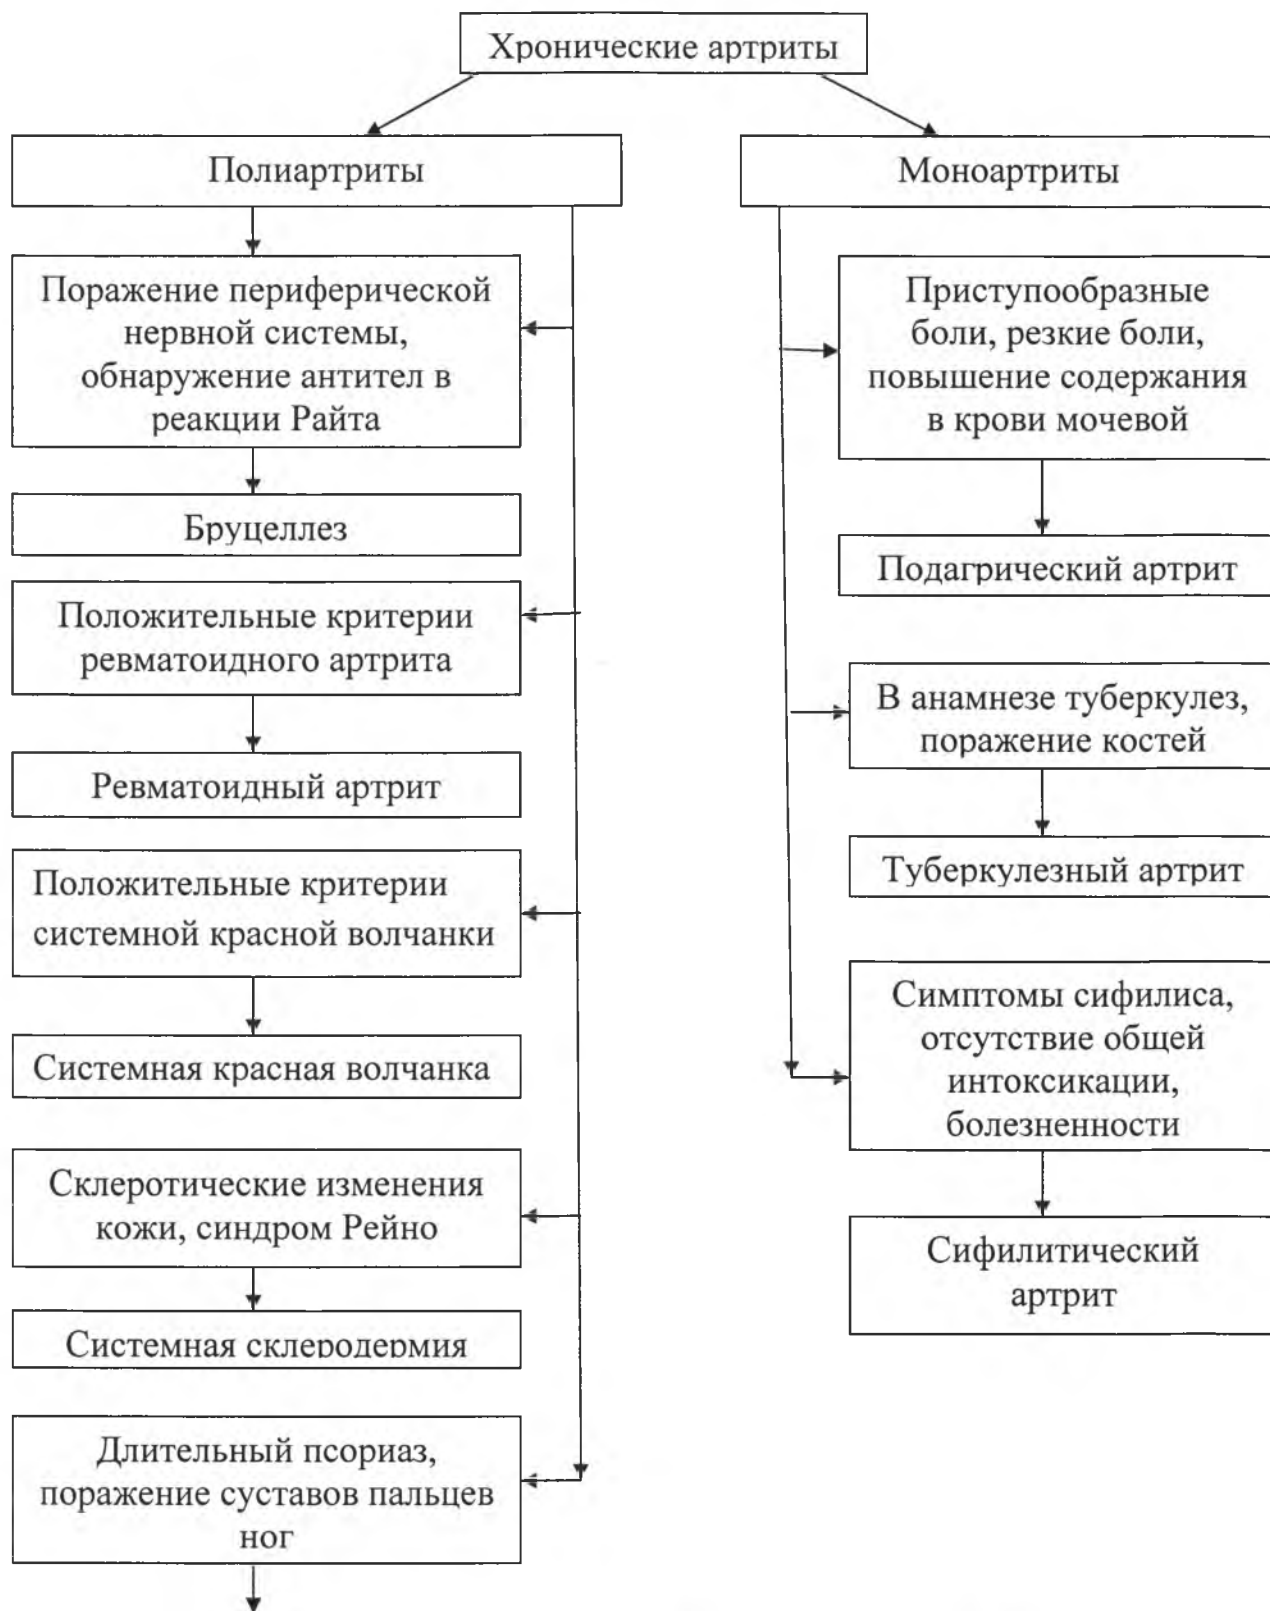 Хронические артриты
Полиартриты
Поражение периферической
нервной системы,
обнаружение антител в
реакции Райта
Бруцеллез
Положительные критерии
ревматоидного артрита
Ревматоидный артрит
Положительные критерии
системной красной волчанки
Системная красная волчанка
Склеротические изменения
кожи, синдром Рейно
Системная склеродермия
Длительный псориаз,
поражение суставов пальцев
ног
Моноартриты
Приступообразные
боли, резкие боли,
повышение содержания
в крови мочевой
Подагрический артрит
В анамнезе туберкулез,
поражение костей
Туберкулезный артрит
Симптомы сифилиса,
отсутствие общей
интоксикации,
болезненности
Сифилитический
артрит